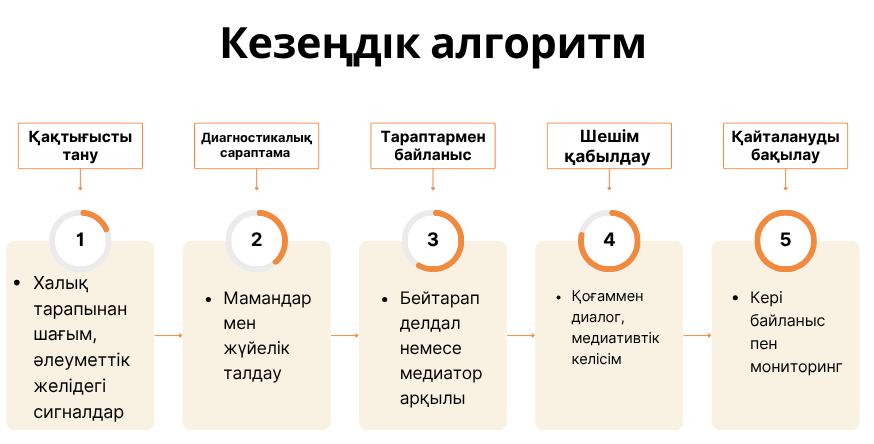 Кезеңдік алгоритм
Қақтығысты
тану
Диагностикалық
сараптама
Тараптармен
байланыс
Шешім
қабылдау
Қайталануды
бақылау
1
2
3
4
5
• Халық
тарапынан
шағым,
әлеуметтік
желідегі
сигналдар
• Мамандар
мен
жүйелік
талдау
• Бейтарап
делдал
немесе
медиатор
арқылы
• Қоғаммен
диалог,
медиативтік
келісім
• Кері
байланыс
пен
мониторинг